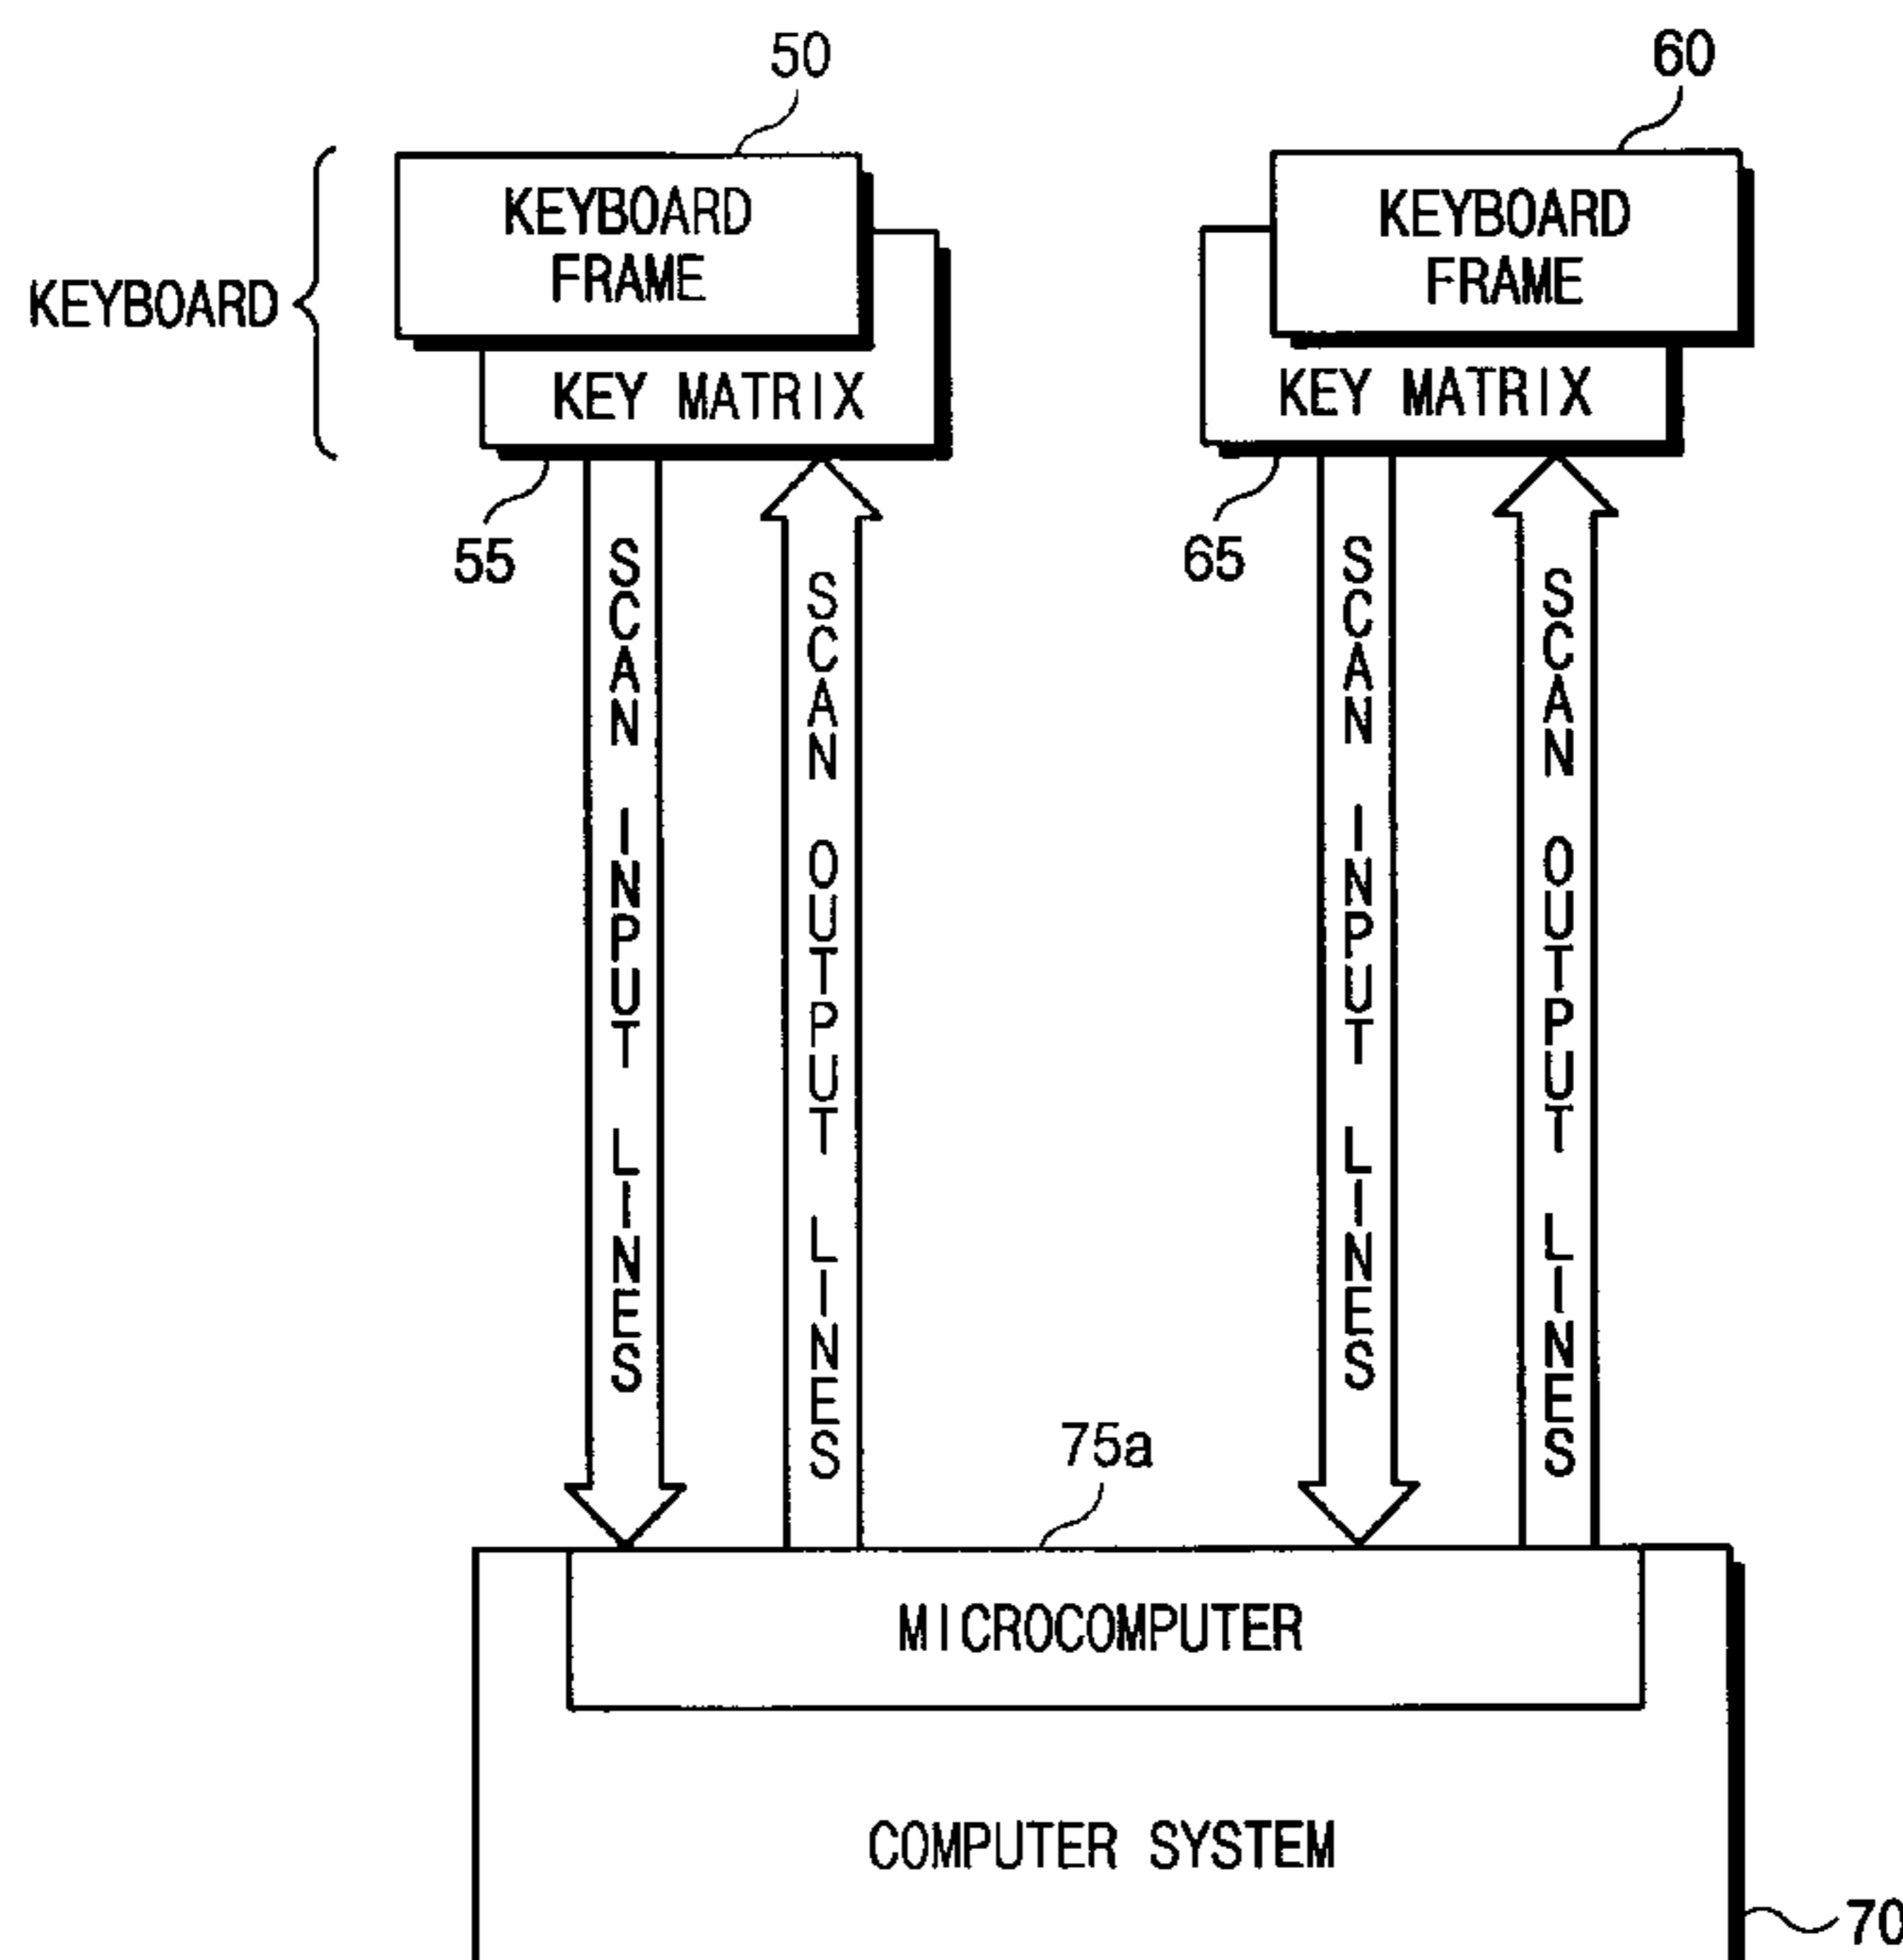 50
60
KEYBOARD
FRAME
KEYBOARD
FRAME
KEYBOARD
KEY MATRIX
KEY MATRIX
55
65
SCAN INPUT LINES
SCAN OUTPUT LINES
SCAN INPUT LINES
SCAN OUTPUT LINES
75a
MICROCOMPUTER
COMPUTER SYSTEM
70